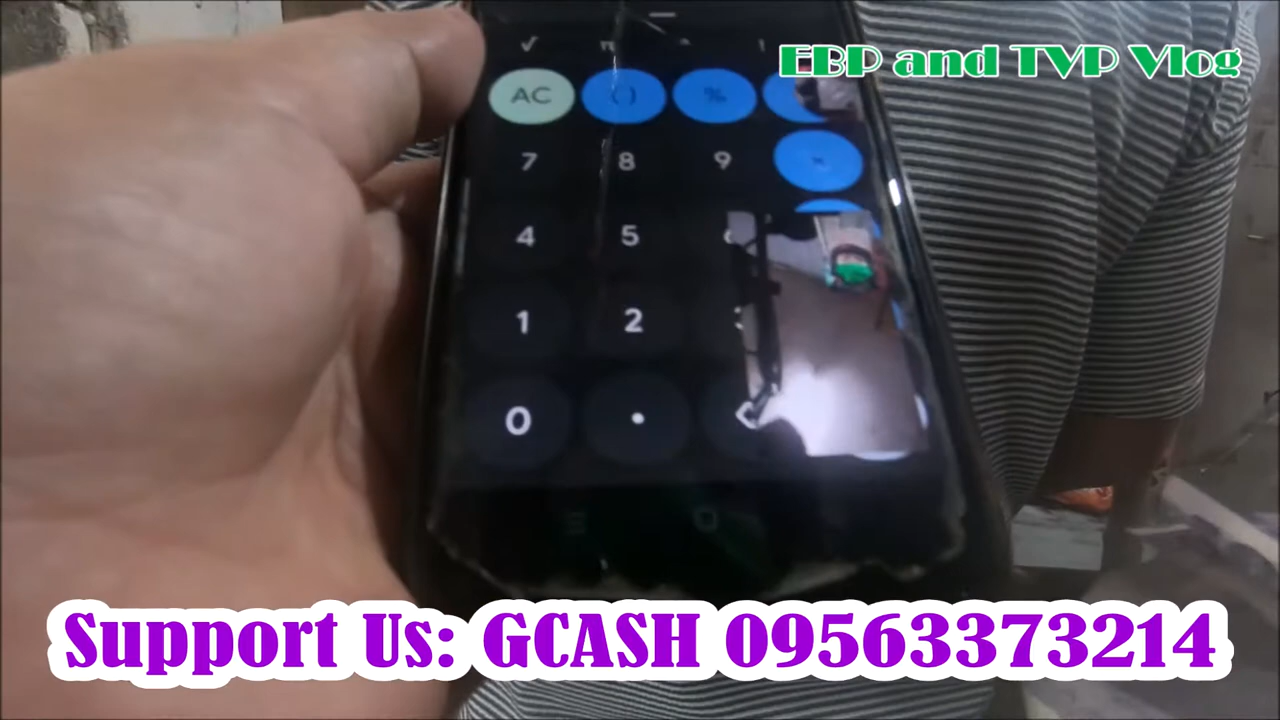 EBP and TVP Vlog
√ π ^ !
AC ( ) %
7 8 9 ×
4 5
1 2
0 .
Support Us: GCASH 09563373214